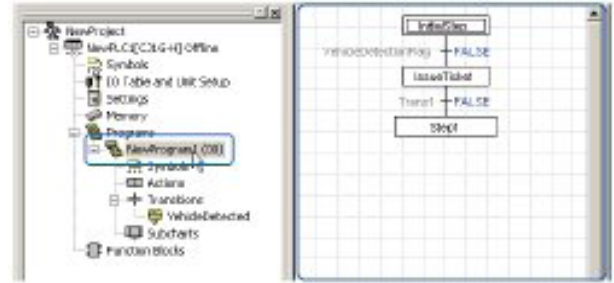 NewProject
NewPLC1[CJ1G-H] Offline
Symbols
IO Table and Unit Setup
Settings
Memory
Programs
NewProgram1 (00)
Symbols
Actions
Transitions
VehicleDetected
Subcharts
Function Blocks
InitialStep
VehicleDetectionFlag FALSE
IssueTicket
Trans1 FALSE
Step1